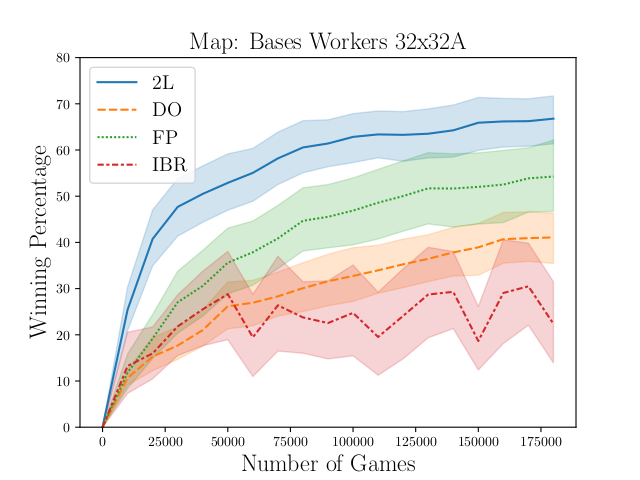 Map: Bases Workers 32x32A
Winning Percentage
80
70
60
50
40
30
20
10
0
2L
DO
FP
IBR
0 25000 50000 75000 100000 125000 150000 175000
Number of Games